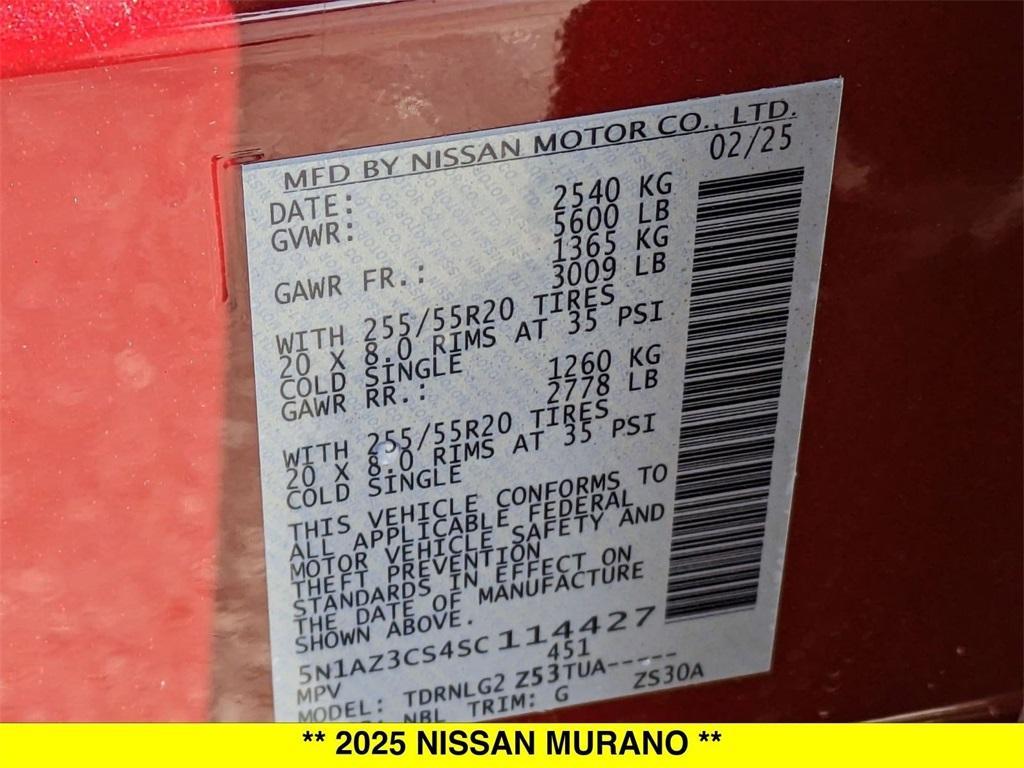 MFD BY NISSAN MOTOR CO., LTD.
DATE: 02/25
GVWR: 2540 KG
5600 LB
GAWR FR.: 1365 KG
3009 LB
WITH 255/55R20 TIRES
20 X 8.0 RIMS AT 35 PSI
COLD SINGLE
GAWR RR.: 1260 KG
2778 LB
WITH 255/55R20 TIRES
20 X 8.0 RIMS AT 35 PSI
COLD SINGLE
THIS VEHICLE CONFORMS TO
ALL APPLICABLE FEDERAL
MOTOR VEHICLE SAFETY AND
THEFT PREVENTION
STANDARDS IN EFFECT ON
THE DATE OF MANUFACTURE
SHOWN ABOVE.
5N1AZ3CS4SC114427
MPV 451
MODEL: TDRNLG2 Z53TUA-----
NBL TRIM: G ZS30A
** 2025 NISSAN MURANO **